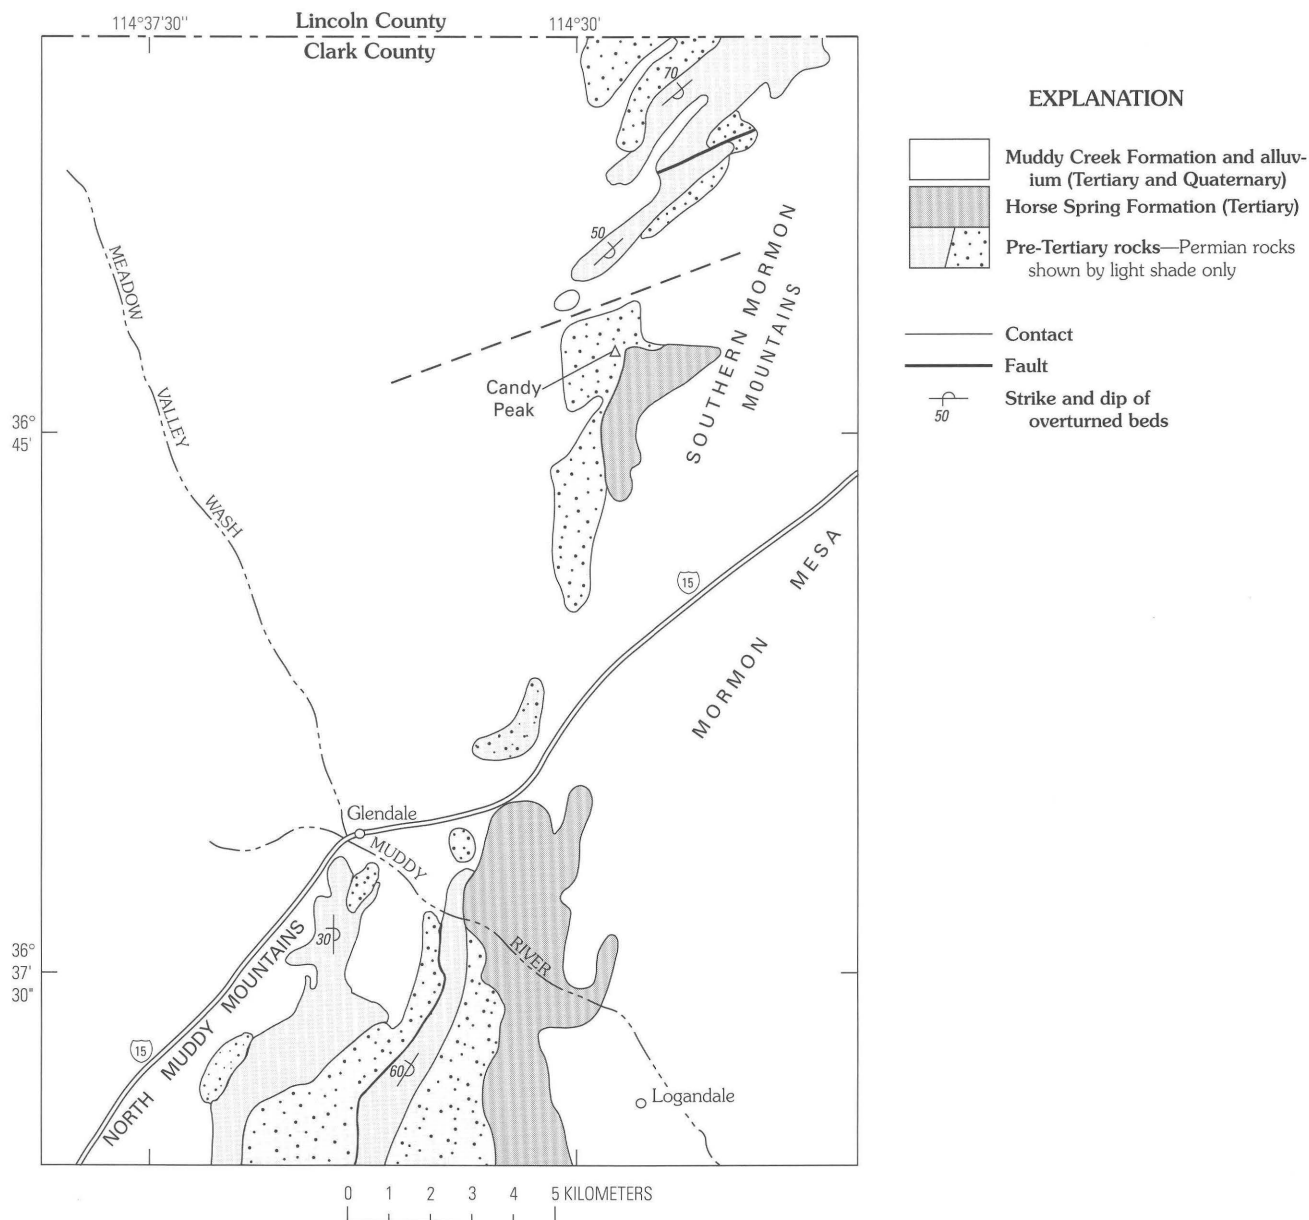 Lincoln County
Clark County
114°37'30"
114°30'
70
50
MEADOW
VALLEY
WASH
SOUTHERN MORMON
MOUNTAINS
Candy
Peak
36°
45'
15
MORMON MESA
Glendale
MUDDY
RIVER
30
36°
37'
30"
NORTH MUDDY MOUNTAINS
15
60
Logandale
0 1 2 3 4 5 KILOMETERS
EXPLANATION
Muddy Creek Formation and alluv-
ium (Tertiary and Quaternary)
Horse Spring Formation (Tertiary)
Pre-Tertiary rocks—Permian rocks
shown by light shade only
Contact
Fault
Strike and dip of
50
overturned beds